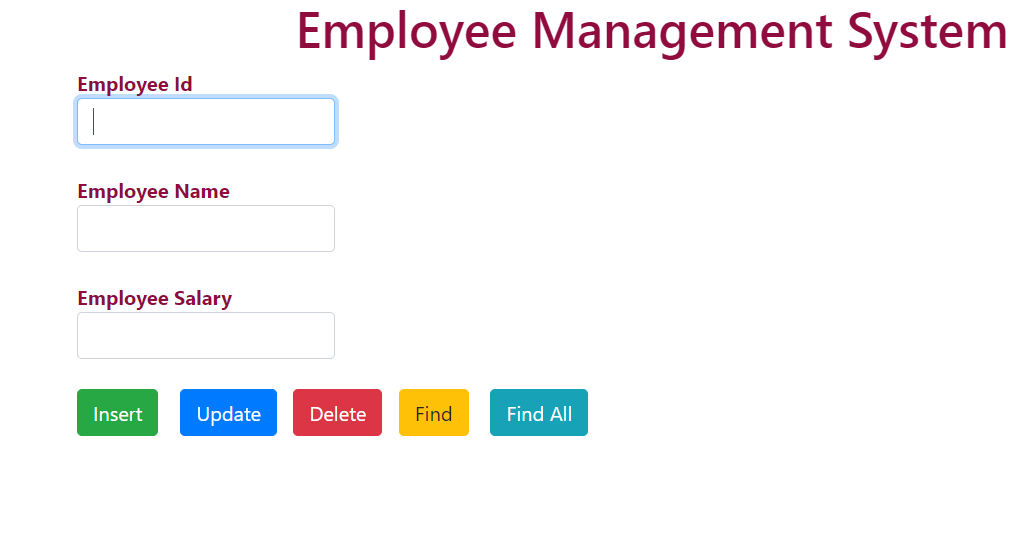 Employee Management System
Employee Id
Employee Name
Employee Salary
Insert Update Delete Find Find All